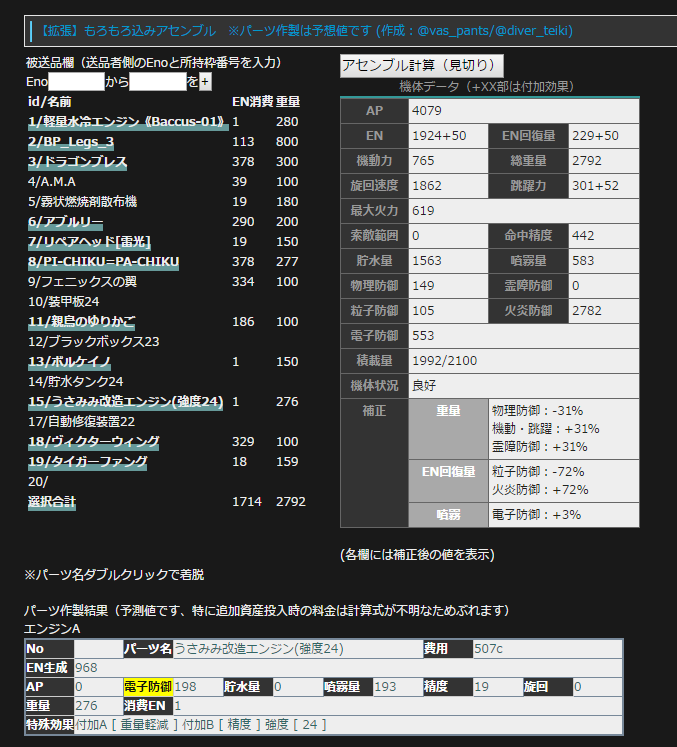 【拡張】もろもろ込みアセンブル　※パーツ作製は予想値です (作成：@vas_pants/@diver_teiki)
被送品欄（送品者側のEnoと所持枠番号を入力）
Eno から を +
id/名前 EN消費 重量
1/軽量水冷エンジン《Baccus-01》 1 280
2/BP_Legs_3 113 800
3/ドラゴンブレス 378 300
4/A.M.A 39 100
5/霧状燃焼剤散布機 19 180
6/アブルリー 290 200
7/リペアヘッド[雷光] 19 150
8/PI-CHIKU=PA-CHIKU 378 277
9/フェニックスの翼 334 100
10/装甲板24
11/親鳥のゆりかご 186 100
12/ブラックボックス23
13/ボルケイノ 1 150
14/貯水タンク24
15/うさみみ改造エンジン(強度24) 1 276
17/自動修復装置22
18/ヴィクターウィング 329 100
19/タイガーファング 18 159
20/
選択合計 1714 2792
※パーツ名ダブルクリックで着脱
アセンブル計算（見切り）
機体データ（+XX部は付加効果）
AP 4079
EN 1924+50 EN回復量 229+50
機動力 765 総重量 2792
旋回速度 1862 跳躍力 301+52
最大火力 619
索敵範囲 0 命中精度 442
貯水量 1563 噴霧量 583
物理防御 149 霊障防御 0
粒子防御 105 火炎防御 2782
電子防御 553
積載量 1992/2100
機体状況 良好
補正 重量 物理防御：-31%
機動・跳躍：+31%
霊障防御：+31%
EN回復量 粒子防御：-72%
火炎防御：+72%
噴霧 電子防御：+3%
(各欄には補正後の値を表示)
パーツ作製結果（予測値です、特に追加資産投入時の料金は計算式が不明なためぶれます）
エンジンA
No パーツ名 うさみみ改造エンジン(強度24) 費用 507c
EN生成 968
AP 0 電子防御 198 貯水量 0 噴霧量 193 精度 19 旋回 0
重量 276 消費EN 1
特殊効果 付加A [ 重量軽減 ] 付加B [ 精度 ] 強度 [ 24 ]